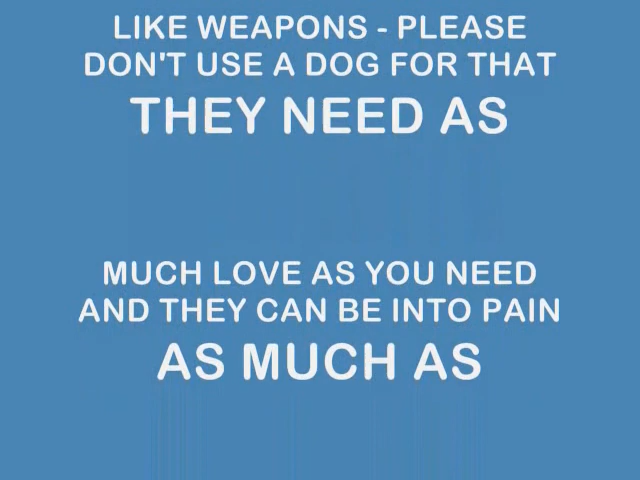 LIKE WEAPONS - PLEASE
DON'T USE A DOG FOR THAT
THEY NEED AS
MUCH LOVE AS YOU NEED
AND THEY CAN BE INTO PAIN
AS MUCH AS